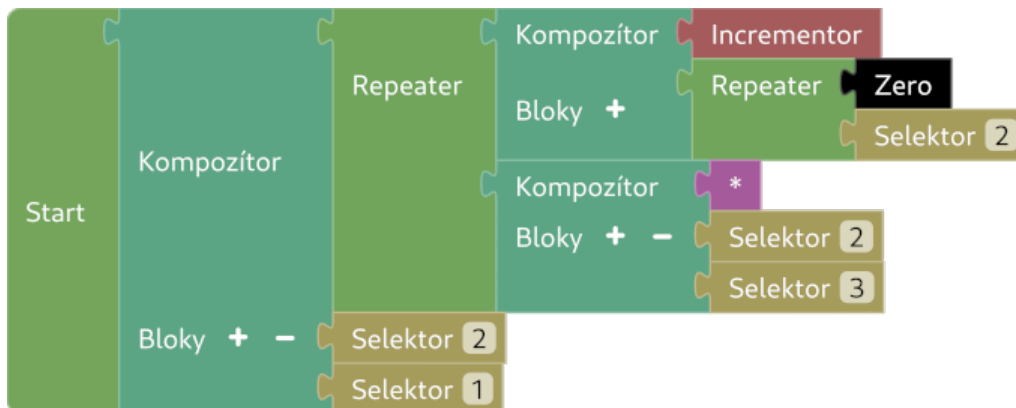 Kompozítor Incrementor
Repeater Repeater Zero
Bloky +
Selektor 2
Kompozítor
Kompozítor *
Start
Bloky + − Selektor 2
Selektor 3
Bloky + − Selektor 2
Selektor 1